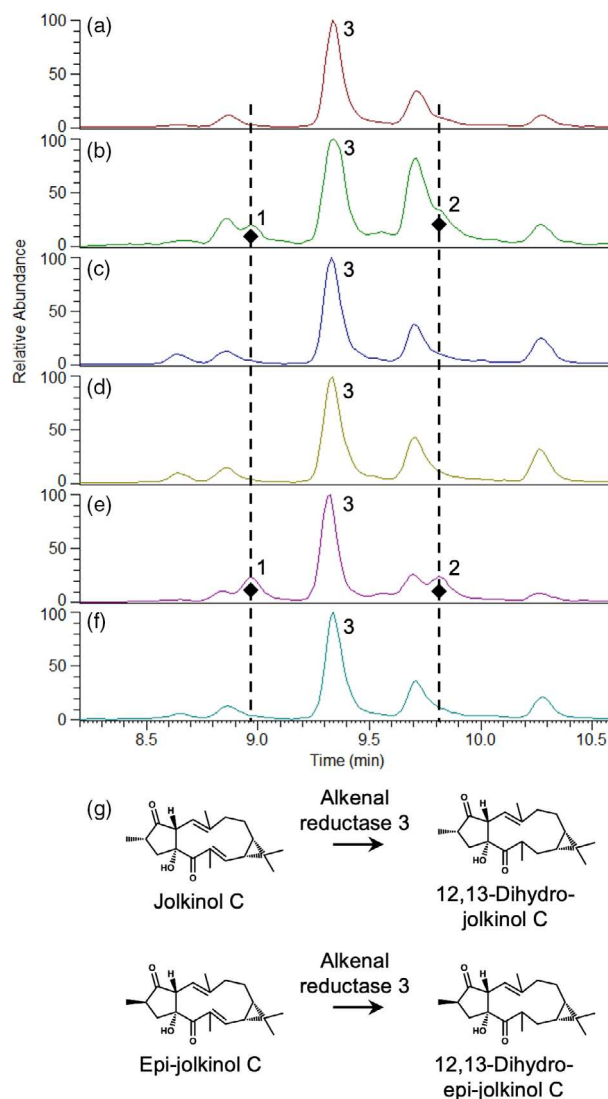 (a)
100
3
50
0
(b)
100
3
50
1
2
0
(c)
100
3
50
0
(d)
100
3
50
0
(e)
100
3
50
1
2
0
(f)
100
3
50
0
Relative Abundance
8.5 9.0 9.5 10.0 10.5
Time (min)
(g)
Alkenal
reductase 3
O
H
HO
O
O
H
HO
O
Jolkinol C
12,13-Dihydro-
jolkinol C
Alkenal
reductase 3
O
H
HO
O
O
H
HO
O
Epi-jolkinol C
12,13-Dihydro-
epi-jolkinol C